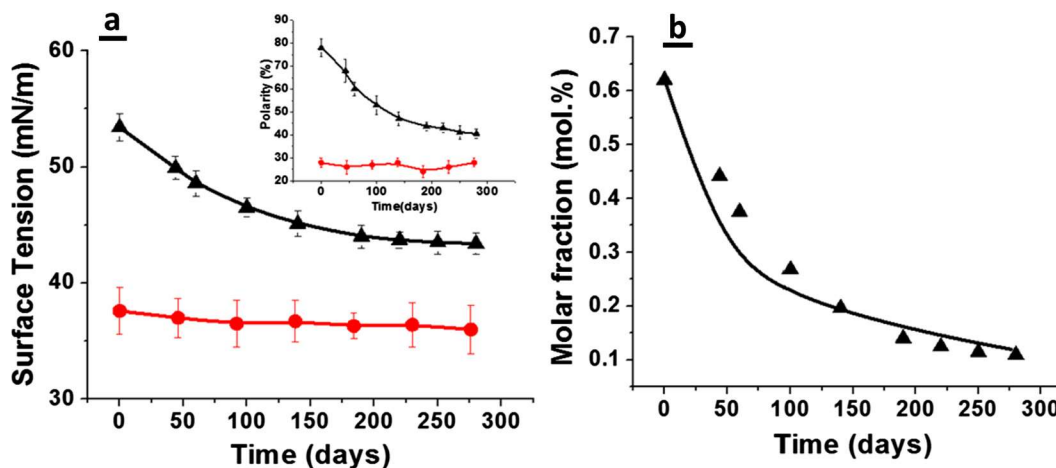 a
Surface Tension (mN/m)
60
50
40
30
0 50 100 150 200 250 300
Time (days)
Polarity (%)
90
80
70
60
50
40
30
20
10
0 100 200 300
Time(days)
b
Molar fraction (mol.%)
0.7
0.6
0.5
0.4
0.3
0.2
0.1
0 50 100 150 200 250 300
Time (days)